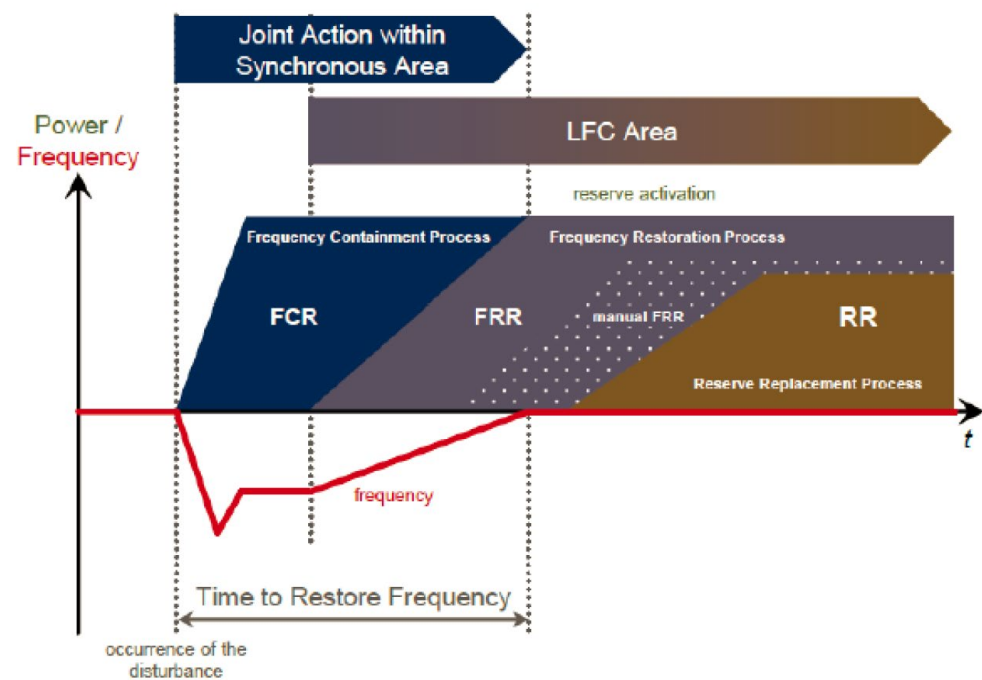 Joint Action within
Synchronous Area
LFC Area
Power /
Frequency
reserve activation
Frequency Containment Process
Frequency Restoration Process
FCR
FRR
manual FRR
RR
Reserve Replacement Process
t
frequency
Time to Restore Frequency
occurrence of the
disturbance